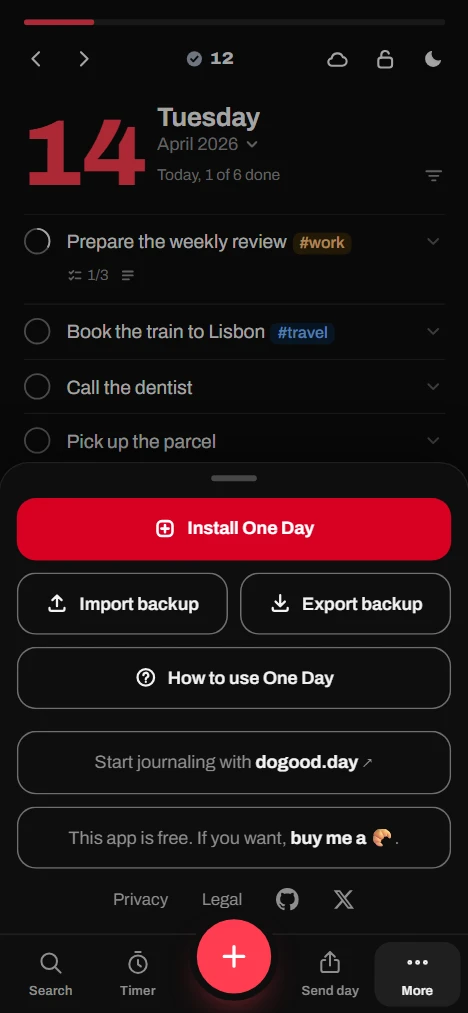 12
14
Tuesday
April 2026
Today, 1 of 6 done
Prepare the weekly review #work
1/3
Book the train to Lisbon #travel
Call the dentist
Pick up the parcel
Install One Day
Import backup
Export backup
How to use One Day
Start journaling with dogood.day ↗
This app is free. If you want, buy me a 🥐.
Privacy Legal
Search Timer Send day More